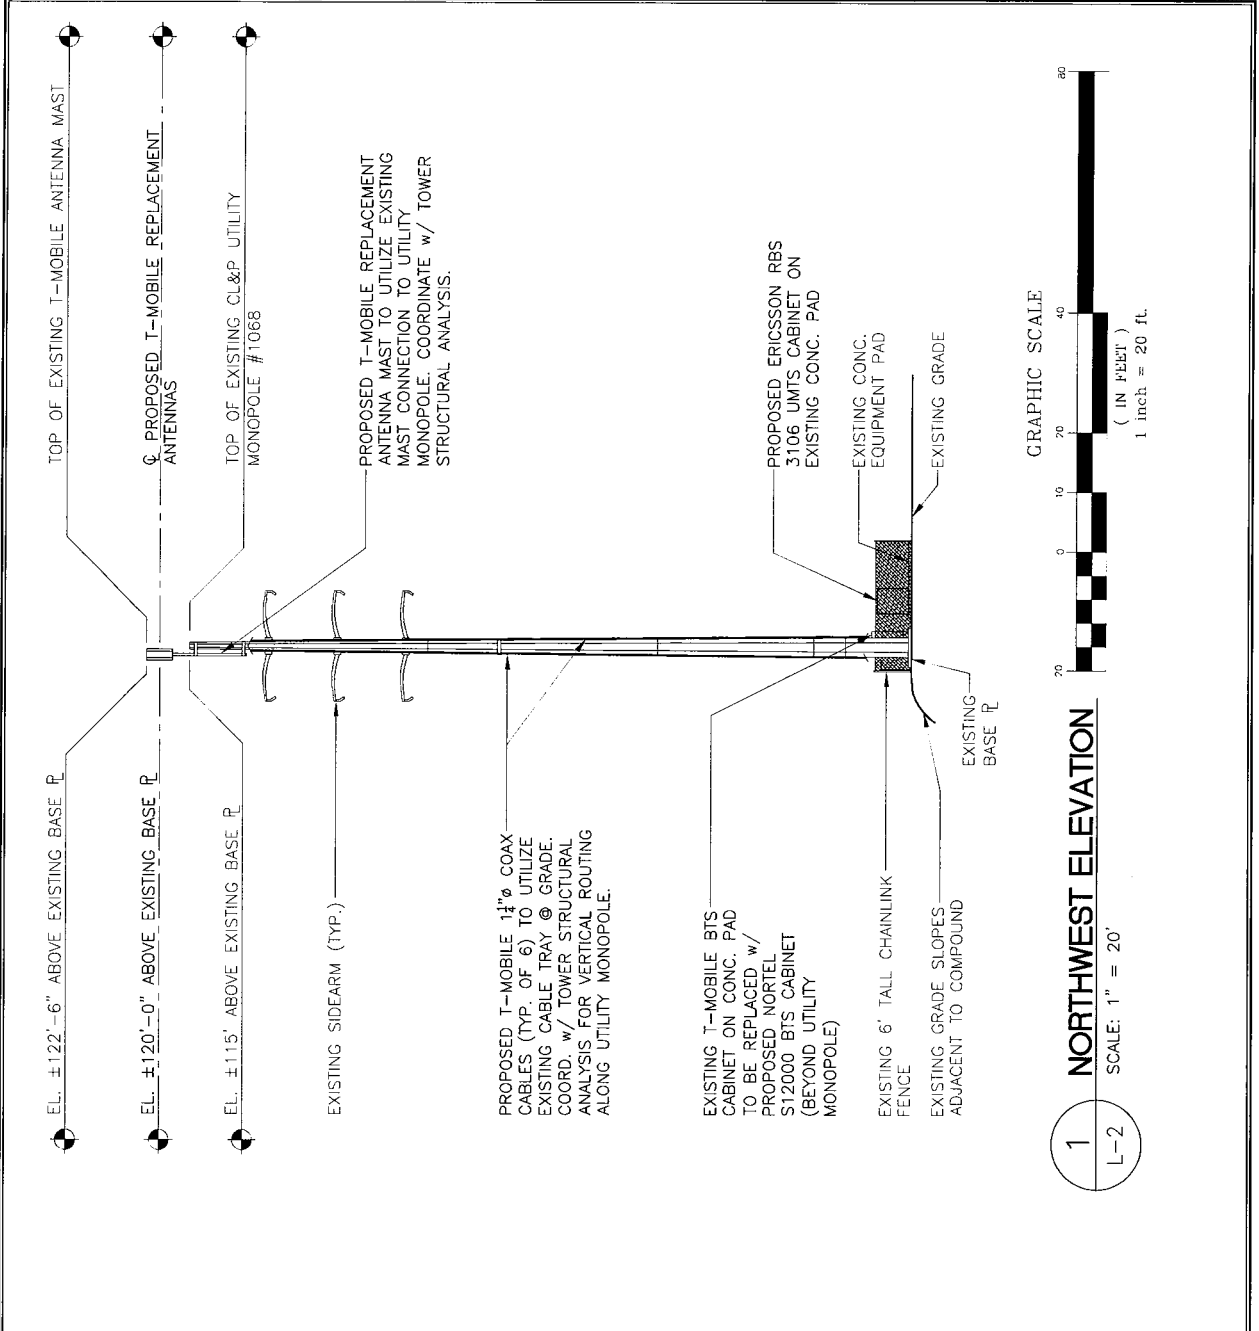 EL. ±122'-6" ABOVE EXISTING BASE ℄
TOP OF EXISTING T-MOBILE ANTENNA MAST
EL. ±120'-0" ABOVE EXISTING BASE PL
℄ PROPOSED T-MOBILE REPLACEMENT
ANTENNAS
EL. ±115' ABOVE EXISTING BASE PL
TOP OF EXISTING CL&P UTILITY
MONOPOLE #1068
EXISTING SIDEARM (TYP.)
PROPOSED T-MOBILE REPLACEMENT
ANTENNA MAST TO UTILIZE EXISTING
MAST CONNECTION TO UTILITY
MONOPOLE. COORDINATE w/ TOWER
STRUCTURAL ANALYSIS.
PROPOSED T-MOBILE 1¼"ø COAX
CABLES (TYP. OF 6) TO UTILIZE
EXISTING CABLE TRAY @ GRADE.
COORD. w/ TOWER STRUCTURAL
ANALYSIS FOR VERTICAL ROUTING
ALONG UTILITY MONOPOLE.
EXISTING T-MOBILE BTS
CABINET ON CONC. PAD
TO BE REPLACED w/
PROPOSED NORTEL
S12000 BTS CABINET
(BEYOND UTILITY
MONOPOLE)
PROPOSED ERICSSON RBS
3106 UMTS CABINET ON
EXISTING CONC. PAD
EXISTING CONC.
EQUIPMENT PAD
EXISTING GRADE
EXISTING 6' TALL CHAINLINK
FENCE
EXISTING GRADE SLOPES
ADJACENT TO COMPOUND
EXISTING
BASE PL
1
L-2
NORTHWEST ELEVATION
SCALE: 1" = 20'
GRAPHIC SCALE
20 0 10 20 40 80
( IN FEET )
1 inch = 20 ft.